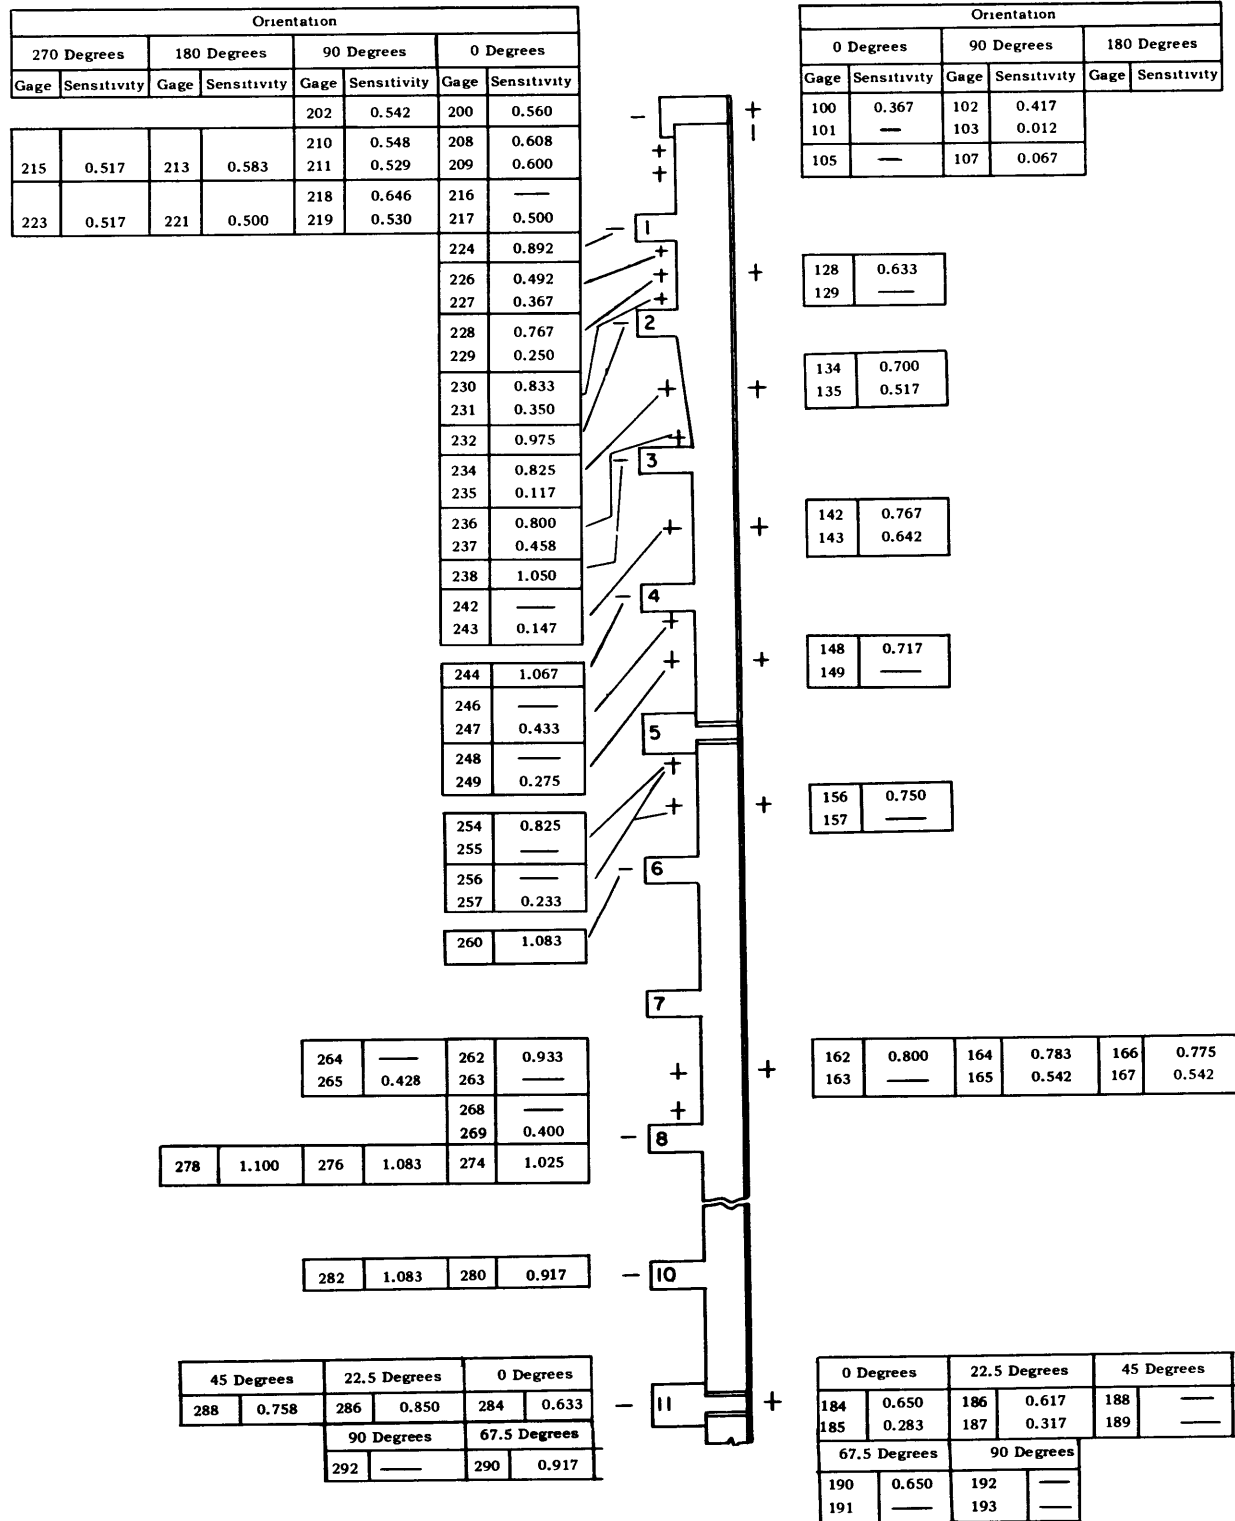 Orientation
270 Degrees 180 Degrees 90 Degrees 0 Degrees
Gage Sensitivity Gage Sensitivity Gage Sensitivity Gage Sensitivity
202 0.542 200 0.560
210 0.548 208 0.608
215 0.517 213 0.583 211 0.529 209 0.600
218 0.646 216 —
223 0.517 221 0.500 219 0.530 217 0.500
224 0.892
226 0.492
227 0.367
228 0.767
229 0.250
230 0.833
231 0.350
232 0.975
234 0.825
235 0.117
236 0.800
237 0.458
238 1.050
242 —
243 0.147
244 1.067
246 —
247 0.433
248 —
249 0.275
254 0.825
255 —
256 —
257 0.233
260 1.083
264 — 262 0.933
265 0.428 263 —
268 —
269 0.400
278 1.100 276 1.083 274 1.025
282 1.083 280 0.917
45 Degrees 22.5 Degrees 0 Degrees
288 0.758 286 0.850 284 0.633
90 Degrees 67.5 Degrees
292 — 290 0.917
− +
−
+
+
− 1
+
+ +
+
− 2
+ +
+
− 3
+ +
− 4
+
+ +
5
+
+ +
− 6
7
+ +
+
− 8
− 10
− 11 +
Orientation
0 Degrees 90 Degrees 180 Degrees
Gage Sensitivity Gage Sensitivity Gage Sensitivity
100 0.367 102 0.417
101 — 103 0.012
105 — 107 0.067
128 0.633
129 —
134 0.700
135 0.517
142 0.767
143 0.642
148 0.717
149 —
156 0.750
157 —
162 0.800 164 0.783 166 0.775
163 — 165 0.542 167 0.542
0 Degrees 22.5 Degrees 45 Degrees
184 0.650 186 0.617 188 —
185 0.283 187 0.317 189 —
67.5 Degrees 90 Degrees
190 0.650 192 —
191 — 193 —